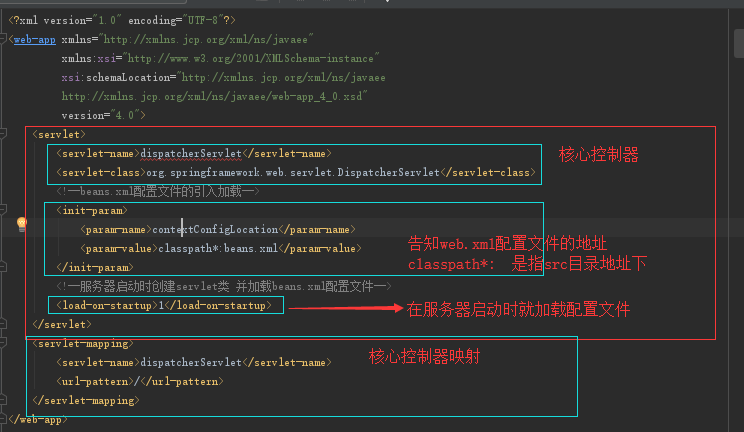 <?xml version="1.0" encoding="UTF-8"?>
<web-app xmlns="http://xmlns.jcp.org/xml/ns/javaee"
xmlns:xsi="http://www.w3.org/2001/XMLSchema-instance"
xsi:schemaLocation="http://xmlns.jcp.org/xml/ns/javaee
http://xmlns.jcp.org/xml/ns/javaee/web-app_4_0.xsd"
version="4.0">
<servlet>
<servlet-name>dispatcherServlet</servlet-name>
核心控制器
<servlet-class>org.springframework.web.servlet.DispatcherServlet</servlet-class>
<!--beans.xml配置文件的引入加载-->
<init-param>
<param-name>contextConfigLocation</param-name>
告知web.xml配置文件的地址
<param-value>classpath*:beans.xml</param-value>
classpath*: 是指src目录地址下
</init-param>
<!--服务器启动时创建servlet类 并加载beans.xml配置文件-->
<load-on-startup>1</load-on-startup>
在服务器启动时就加载配置文件
</servlet>
<servlet-mapping>
核心控制器映射
<servlet-name>dispatcherServlet</servlet-name>
<url-pattern>/</url-pattern>
</servlet-mapping>
</web-app>